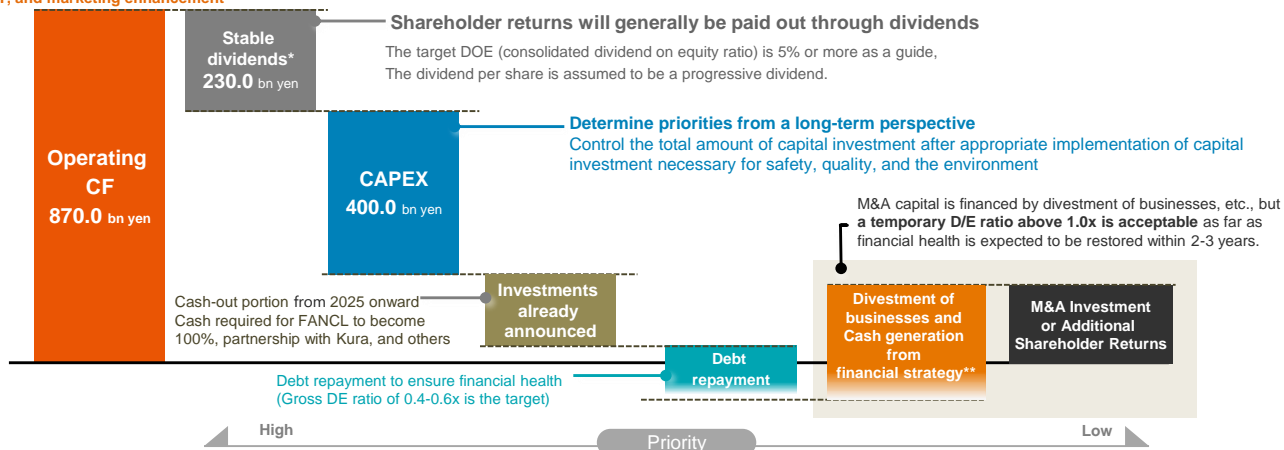 , and marketing enhancement
Shareholder returns will generally be paid out through dividends
The target DOE (consolidated dividend on equity ratio) is 5% or more as a guide,
The dividend per share is assumed to be a progressive dividend.
Stable
dividends*
230.0 bn yen
Determine priorities from a long-term perspective
Control the total amount of capital investment after appropriate implementation of capital
investment necessary for safety, quality, and the environment
Operating
CF
870.0 bn yen
CAPEX
400.0 bn yen
M&A capital is financed by divestment of businesses, etc., but
a temporary D/E ratio above 1.0x is acceptable as far as
financial health is expected to be restored within 2-3 years.
Cash-out portion from 2025 onward
Cash required for FANCL to become
100%, partnership with Kura, and others
Investments
already
announced
Divestment of
businesses and
Cash generation
from
financial strategy**
M&A Investment
or Additional
Shareholder Returns
Debt repayment to ensure financial health
(Gross DE ratio of 0.4-0.6x is the target)
Debt
repayment
High
Priority
Low